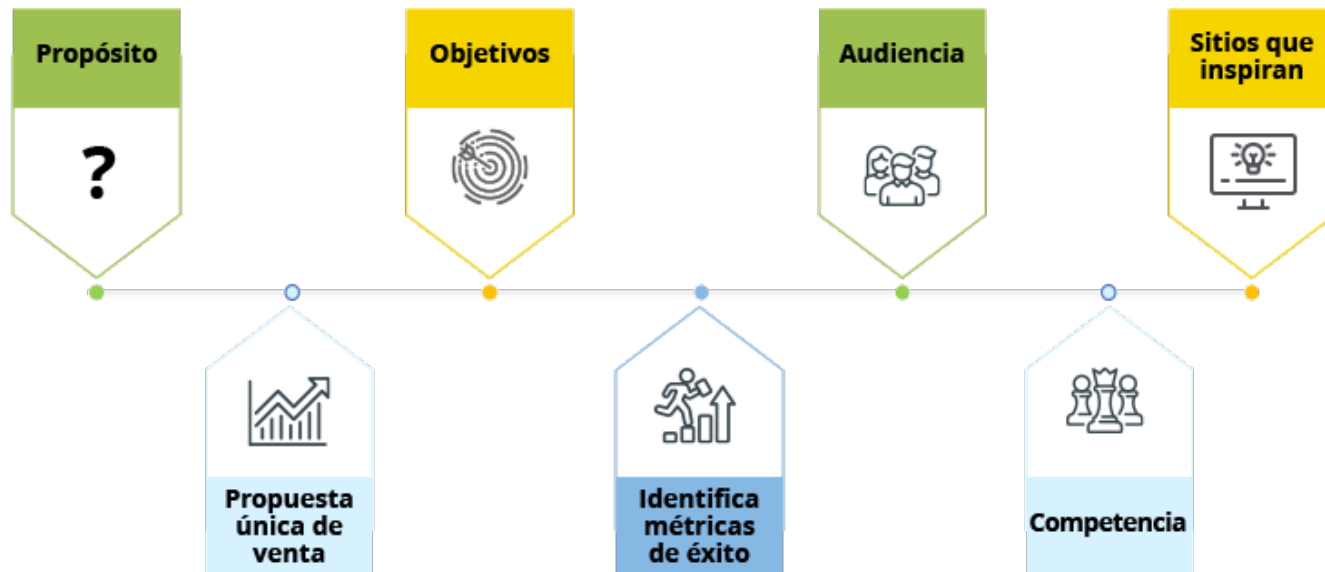 Propósito
Objetivos
Audiencia
Sitios que
inspiran
?
Propuesta
única de
venta
Identifica
métricas
de éxito
Competencia